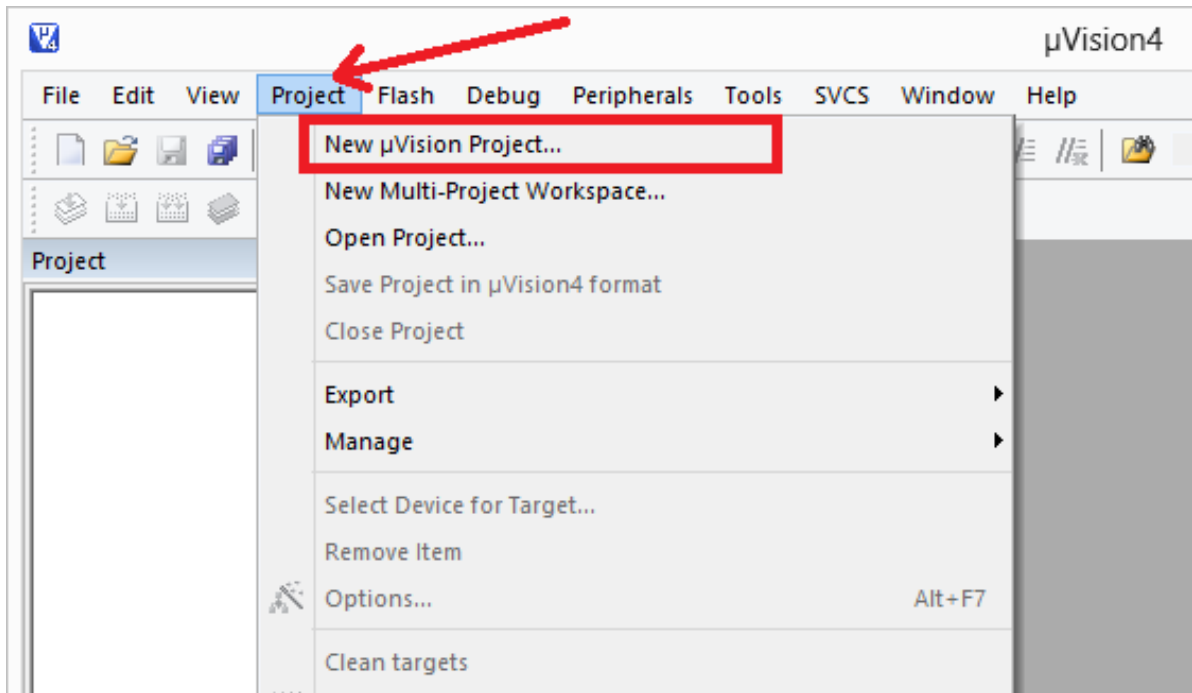 µVision4
File Edit View Project Flash Debug Peripherals Tools SVCS Window Help
New µVision Project...
New Multi-Project Workspace...
Open Project...
Project
Save Project in µVision4 format
Close Project
Export
Manage
Select Device for Target...
Remove Item
Options... Alt+F7
Clean targets